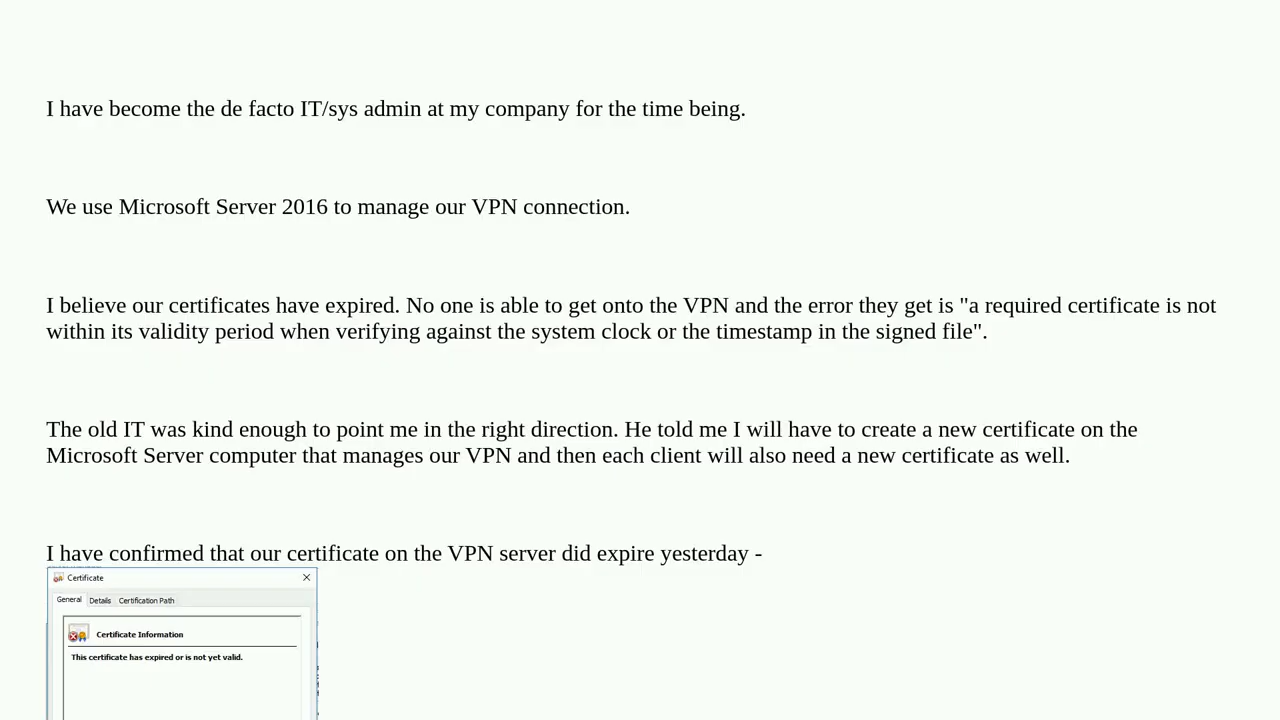 I have become the de facto IT/sys admin at my company for the time being.
We use Microsoft Server 2016 to manage our VPN connection.
I believe our certificates have expired. No one is able to get onto the VPN and the error they get is "a required certificate is not
within its validity period when verifying against the system clock or the timestamp in the signed file".
The old IT was kind enough to point me in the right direction. He told me I will have to create a new certificate on the
Microsoft Server computer that manages our VPN and then each client will also need a new certificate as well.
I have confirmed that our certificate on the VPN server did expire yesterday -
Certificate
General Details Certification Path
Certificate Information
This certificate has expired or is not yet valid.